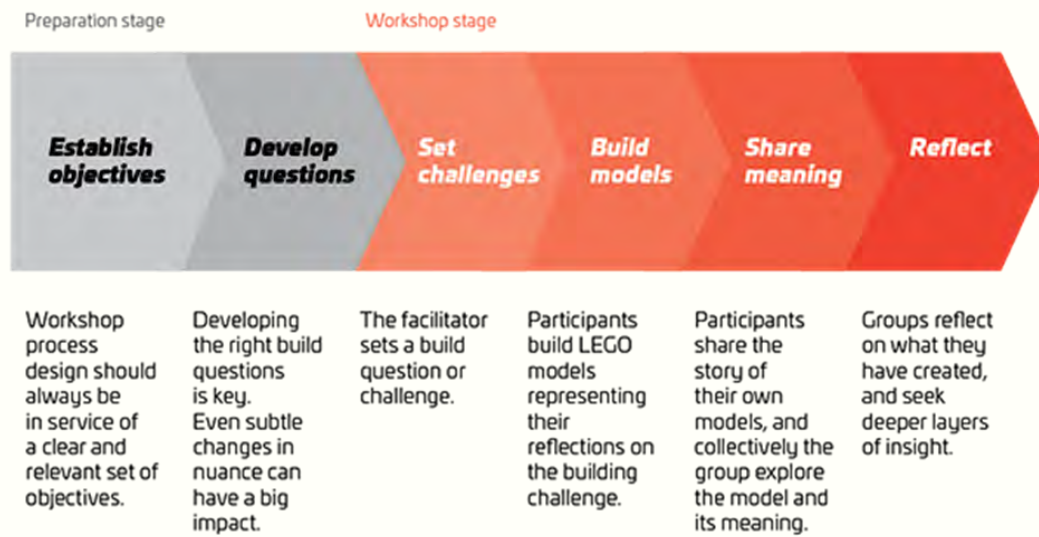 Preparation stage
Workshop stage
Establish
objectives
Develop
questions
Set
challenges
Build
models
Share
meaning
Reflect
Workshop
process
design should
always be
in service of
a clear and
relevant set of
objectives.
Developing
the right build
questions
is key.
Even subtle
changes in
nuance can
have a big
impact.
The facilitator
sets a build
question or
challenge.
Participants
build LEGO
models
representing
their
reflections on
the building
challenge.
Participants
share the
story of
their own
models, and
collectively the
group explore
the model and
its meaning.
Groups reflect
on what they
have created,
and seek
deeper layers
of insight.